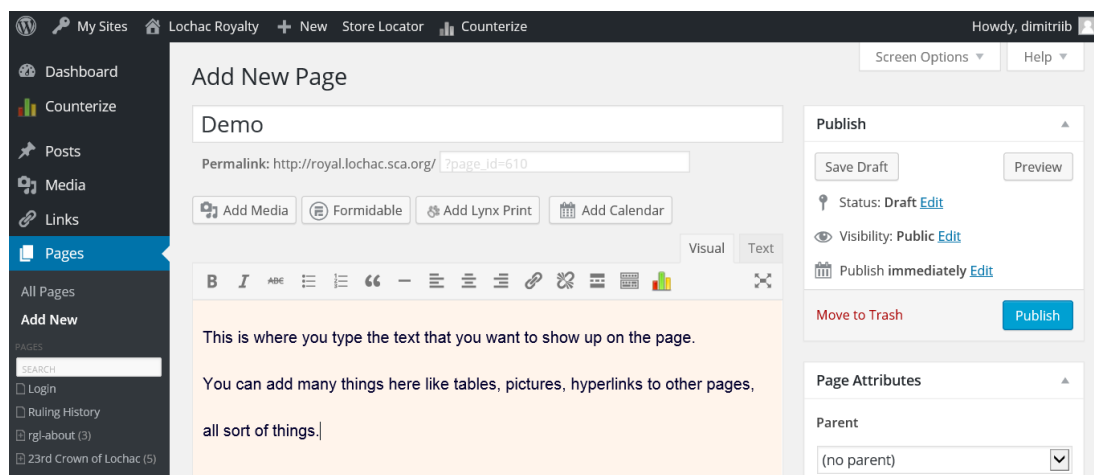 My Sites Lochac Royalty + New Store Locator Counterize Howdy, dimitriib
Screen Options Help
Dashboard
Counterize
Posts
Media
Links
Pages
All Pages
Add New
PAGES
SEARCH
Login
Ruling History
rgl-about (3)
23rd Crown of Lochac (5)
Add New Page
Demo
Permalink: http://royal.lochac.sca.org/ ?page_id=610
Add Media Formidable Add Lynx Print Add Calendar
Visual Text
B I ABC
This is where you type the text that you want to show up on the page.
You can add many things here like tables, pictures, hyperlinks to other pages,
all sort of things.
Publish
Save Draft Preview
Status: Draft Edit
Visibility: Public Edit
Publish immediately Edit
Move to Trash Publish
Page Attributes
Parent
(no parent)